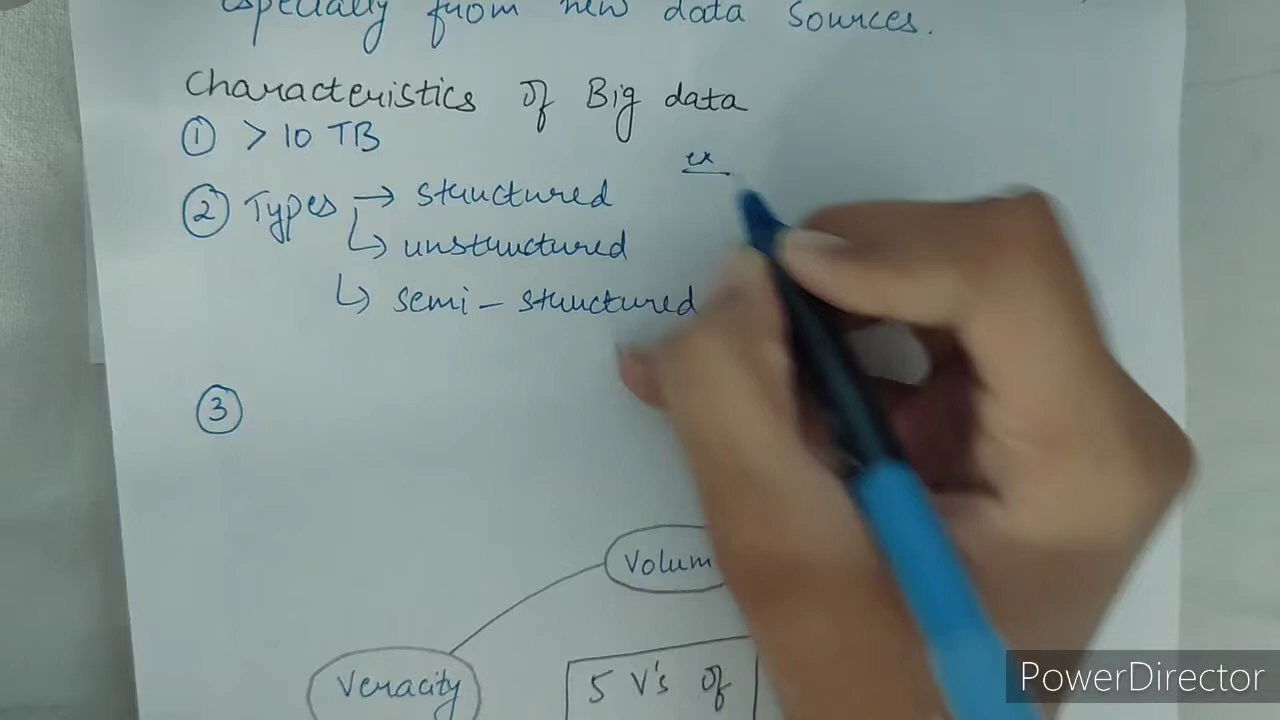 especially from new data sources.
Characteristics of Big data
① > 10 TB
ex
② Types → structured
↳ unstructured
↳ semi - structured
③
Volum
Veracity
5 V's of
PowerDirector